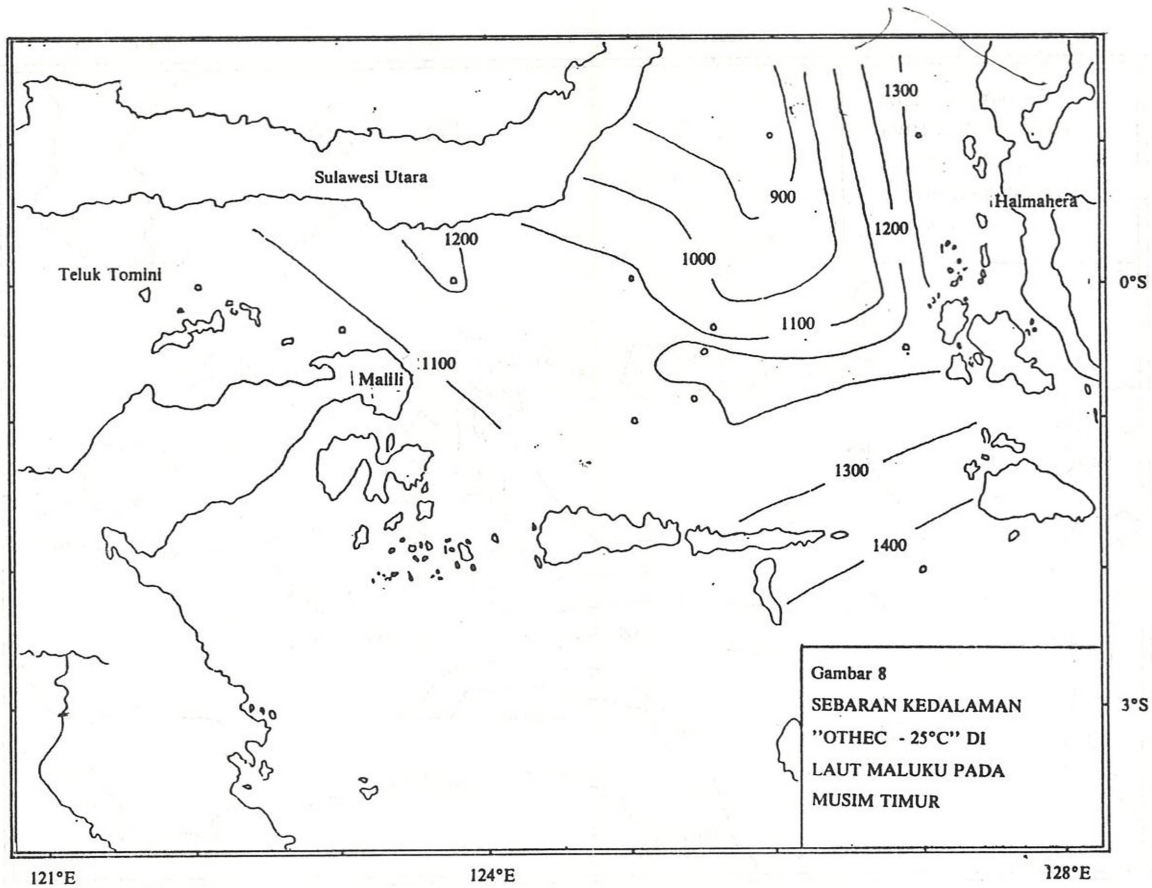 1300
Sulawesi Utara
900
Halmahera
1200
1200
Teluk Tomini
1000
0°S
1100
1100
Malili
1300
1400
Gambar 8
SEBARAN KEDALAMAN
"OTHEC - 25°C" DI
LAUT MALUKU PADA
MUSIM TIMUR
3°S
121°E
124°E
128°E